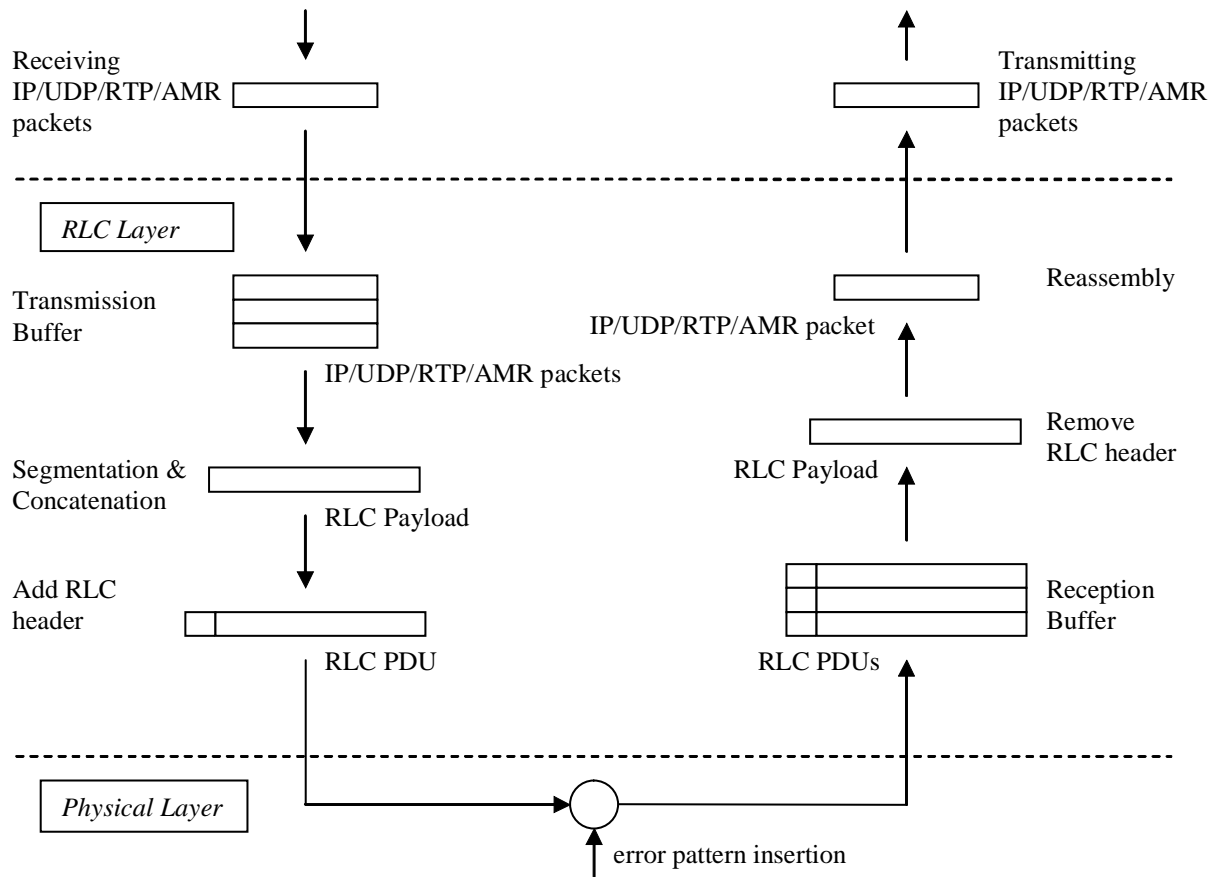 Receiving
IP/UDP/RTP/AMR
packets
Transmitting
IP/UDP/RTP/AMR
packets
RLC Layer
Transmission
Buffer
IP/UDP/RTP/AMR packets
Reassembly
IP/UDP/RTP/AMR packet
Segmentation &
Concatenation
RLC Payload
Remove
RLC header
RLC Payload
Add RLC
header
RLC PDU
Reception
Buffer
RLC PDUs
Physical Layer
error pattern insertion